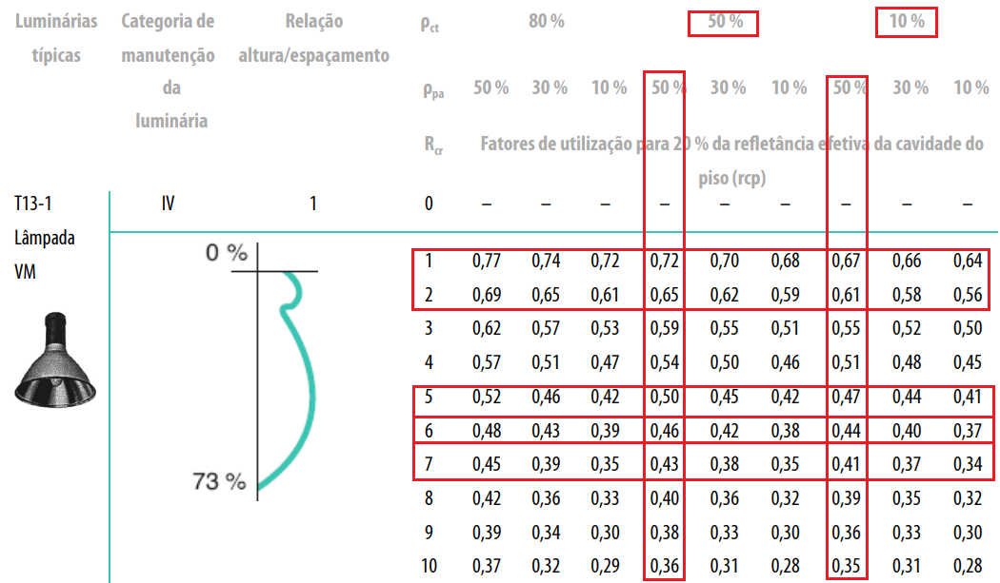 Luminárias Categoria de Relação ρct 80 % 50 % 10 %
típicas manutenção altura/espaçamento
da ρpa 50 % 30 % 10 % 50 % 30 % 10 % 50 % 30 % 10 %
luminária
Rcr Fatores de utilização para 20 % da refletância efetiva da cavidade do
piso (rcp)
T13-1 IV 1 0 – – – – – – – – –
Lâmpada
VM
0 %
1 0,77 0,74 0,72 0,72 0,70 0,68 0,67 0,66 0,64
2 0,69 0,65 0,61 0,65 0,62 0,59 0,61 0,58 0,56
3 0,62 0,57 0,53 0,59 0,55 0,51 0,55 0,52 0,50
4 0,57 0,51 0,47 0,54 0,50 0,46 0,51 0,48 0,45
5 0,52 0,46 0,42 0,50 0,45 0,42 0,47 0,44 0,41
6 0,48 0,43 0,39 0,46 0,42 0,38 0,44 0,40 0,37
7 0,45 0,39 0,35 0,43 0,38 0,35 0,41 0,37 0,34
73 %
8 0,42 0,36 0,33 0,40 0,36 0,32 0,39 0,35 0,32
9 0,39 0,34 0,30 0,38 0,33 0,30 0,36 0,33 0,30
10 0,37 0,32 0,29 0,36 0,31 0,28 0,35 0,31 0,28